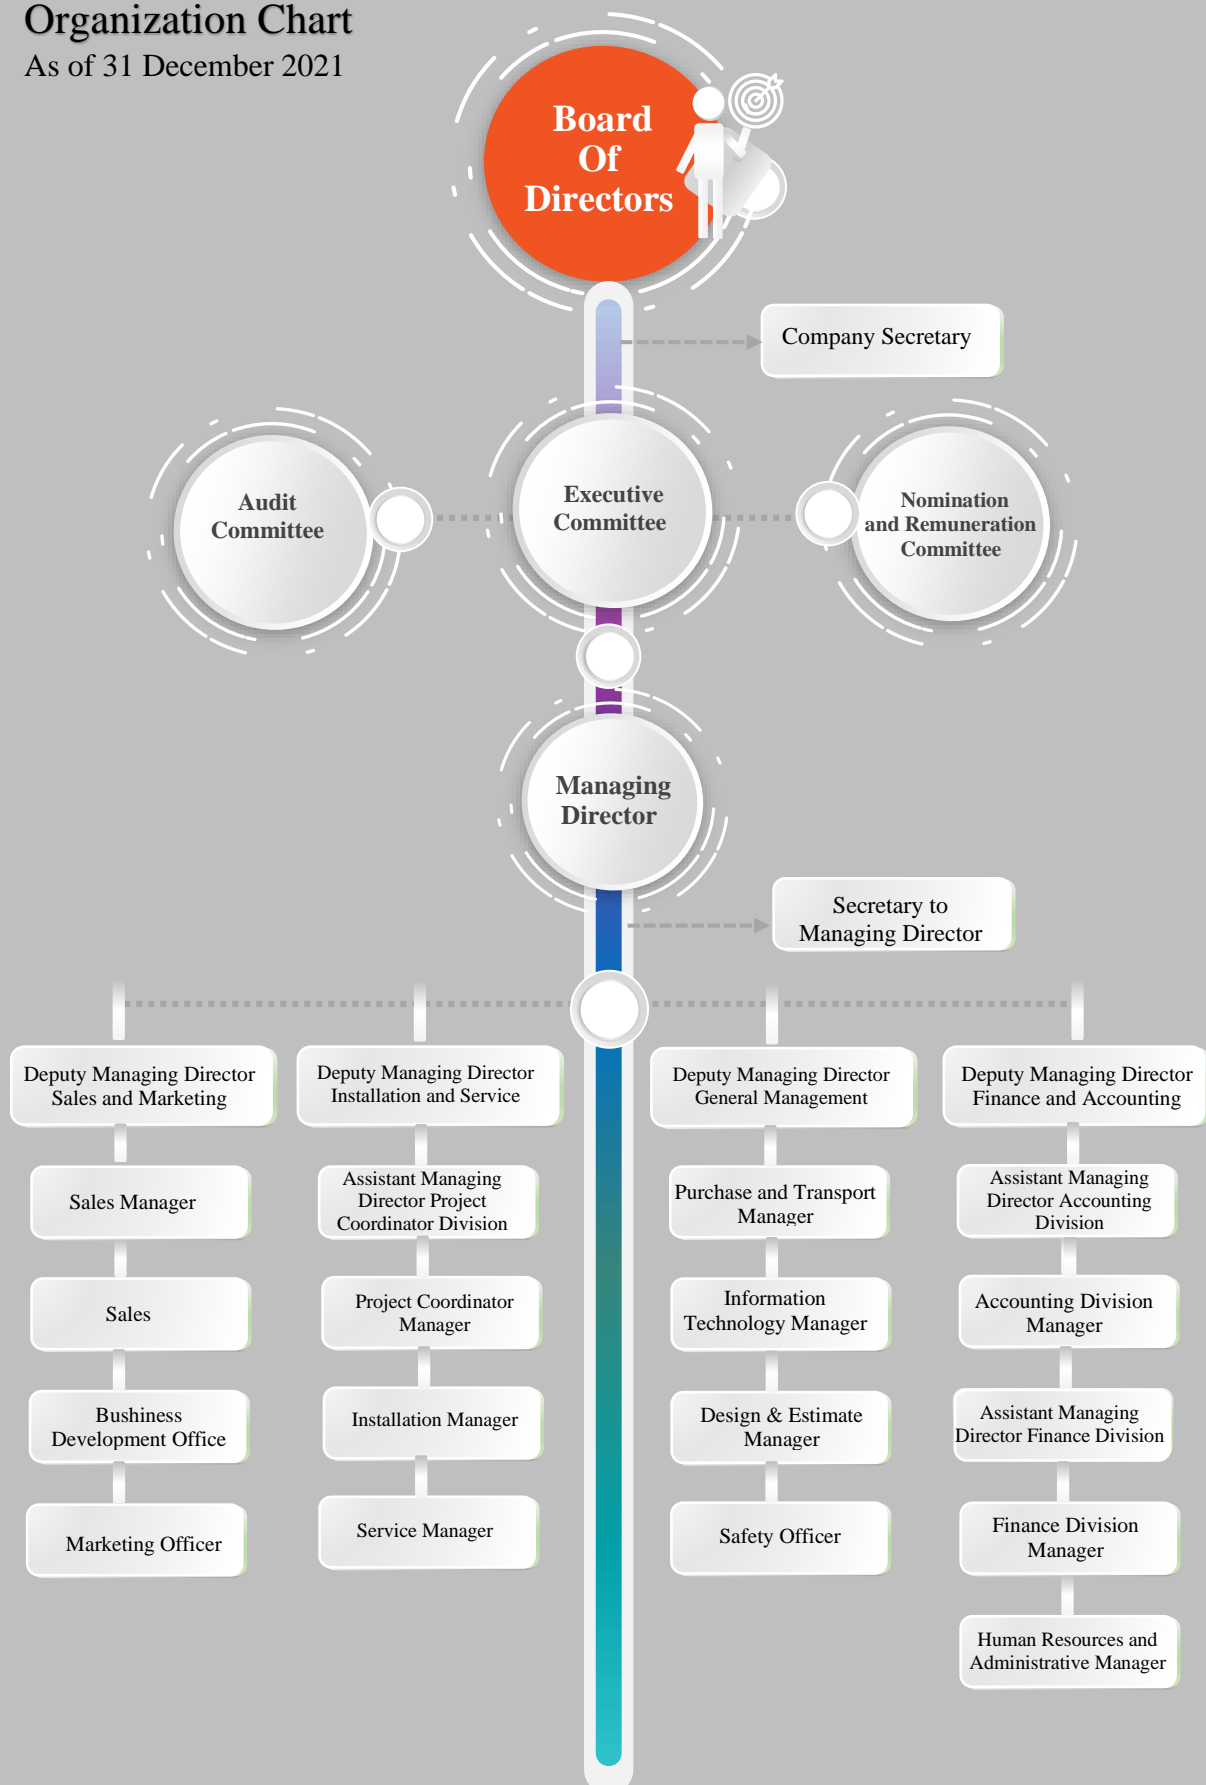 Organization Chart
As of 31 December 2021
Board
Of
Directors
Company Secretary
Audit
Committee
Executive
Committee
Nomination
and Remuneration
Committee
Managing
Director
Secretary to
Managing Director
Deputy Managing Director
Sales and Marketing
Sales Manager
Sales
Bushiness
Development Office
Marketing Officer
Deputy Managing Director
Installation and Service
Assistant Managing
Director Project
Coordinator Division
Project Coordinator
Manager
Installation Manager
Service Manager
Deputy Managing Director
General Management
Purchase and Transport
Manager
Information
Technology Manager
Design & Estimate
Manager
Safety Officer
Deputy Managing Director
Finance and Accounting
Assistant Managing
Director Accounting
Division
Accounting Division
Manager
Assistant Managing
Director Finance Division
Finance Division
Manager
Human Resources and
Administrative Manager